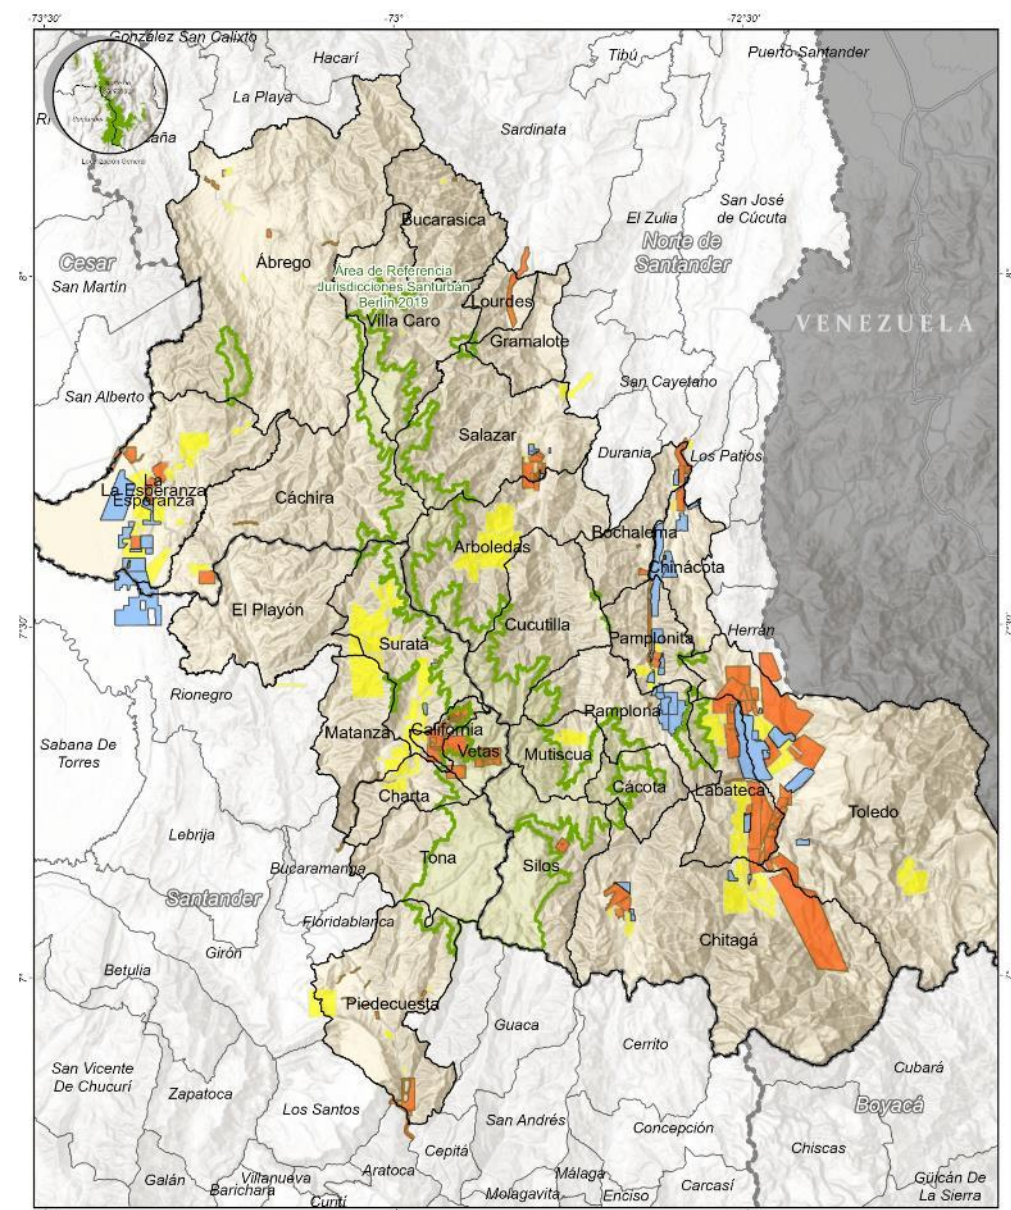 -73°30'
-73°
-72°30'
González San Calixto
Hacarí
Tibú
Puerto Santander
La Playa
Sardinata
Localización General
San José
de Cúcuta
El Zulia
Bucarasica
Norte de
Santander
Cesar
Ábrego
San Martín
Área de Referencia
Jurisdicciones Santurbán
Berlín 2019
Lourdes
Villa Caro
VENEZUELA
Gramalote
San Cayetano
San Alberto
Salazar
Durania
Los Patios
La
La Esperanza
Esperanza
Cáchira
Bochalema
Arboledas
Chinácota
El Playón
Cucutilla
Herrán
Surata
Pamplonita
Rionegro
Pamplona
Matanza
California
Sabana De
Torres
Vetas
Mutiscua
Cácota
Labateca
Charta
Toledo
Lebrija
Tona
Bucaramanga
Silos
Santander
Floridablanca
Chitagá
Girón
Betulia
Piedecuesta
Guaca
Cerrito
San Vicente
De Chucurí
Cubará
Zapatoca
Los Santos
Boyacá
San Andrés
Concepción
Chiscas
Cepitá
Aratoca
Galán
Villanueva
Málaga
Carcasí
Güicán De
La Sierra
Barichara
Enciso
Molagavita